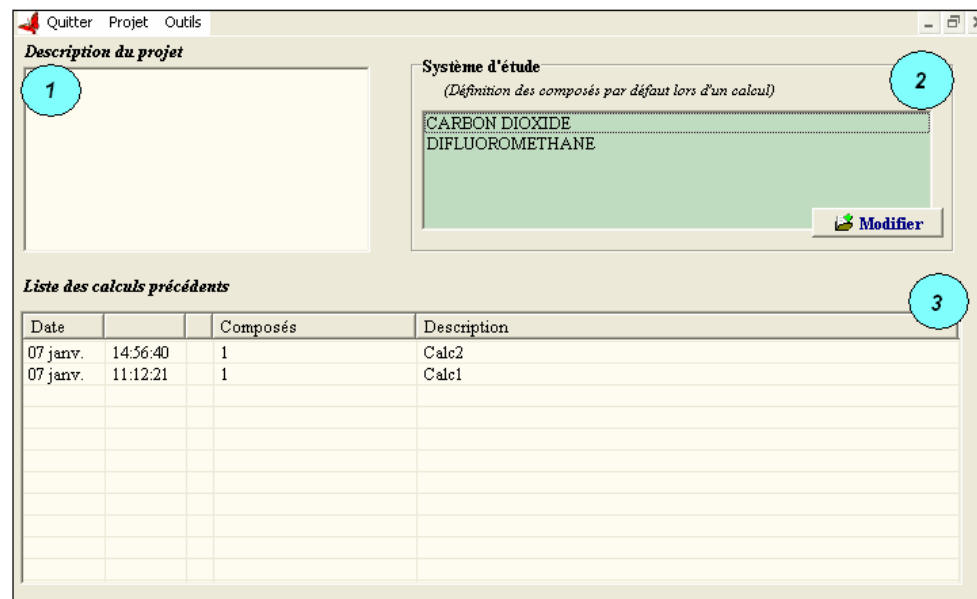 Quitter Projet Outils
Description du projet
1
Système d'étude
2
(Définition des composés par défaut lors d'un calcul)
CARBON DIOXIDE
DIFLUOROMETHANE
Modifier
Liste des calculs précédents
3
Date Composés Description
07 janv. 14:56:40 1 Calc2
07 janv. 11:12:21 1 Calc1